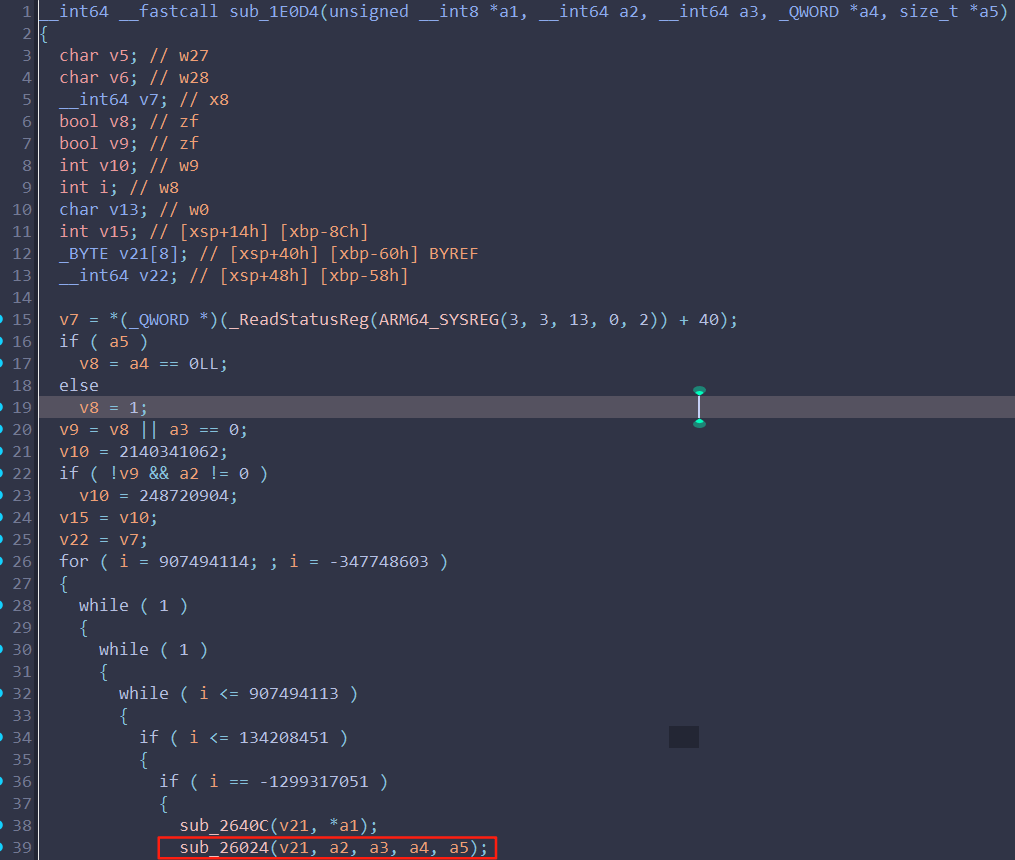 1 __int64 __fastcall sub_1E0D4(unsigned __int8 *a1, __int64 a2, __int64 a3, _QWORD *a4, size_t *a5)
2 {
3 char v5; // w27
4 char v6; // w28
5 __int64 v7; // x8
6 bool v8; // zf
7 bool v9; // zf
8 int v10; // w9
9 int i; // w8
10 char v13; // w0
11 int v15; // [xsp+14h] [xbp-8Ch]
12 _BYTE v21[8]; // [xsp+40h] [xbp-60h] BYREF
13 __int64 v22; // [xsp+48h] [xbp-58h]
14
15 v7 = *(_QWORD *)(_ReadStatusReg(ARM64_SYSREG(3, 3, 13, 0, 2)) + 40);
16 if ( a5 )
17 v8 = a4 == 0LL;
18 else
19 v8 = 1;
20 v9 = v8 || a3 == 0;
21 v10 = 2140341062;
22 if ( !v9 && a2 != 0 )
23 v10 = 248720904;
24 v15 = v10;
25 v22 = v7;
26 for ( i = 907494114; ; i = -347748603 )
27 {
28 while ( 1 )
29 {
30 while ( 1 )
31 {
32 while ( i <= 907494113 )
33 {
34 if ( i <= 134208451 )
35 {
36 if ( i == -1299317051 )
37 {
38 sub_2640C(v21, *a1);
39 sub_26024(v21, a2, a3, a4, a5);